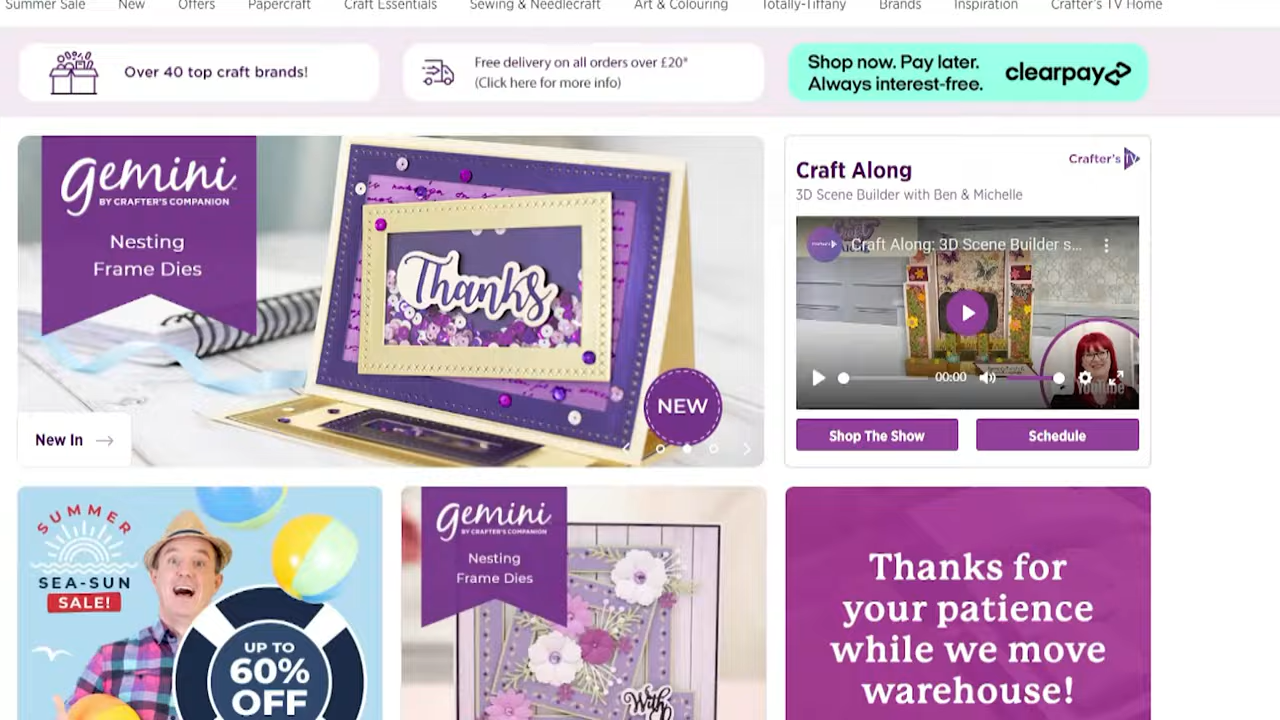 Summer Sale
New
Offers
Papercraft
Craft Essentials
Sewing & Needlecraft
Art & Colouring
Totally-Tiffany
Brands
Inspiration
Crafter's TV Home
Over 40 top craft brands!
Free delivery on all orders over £20*
(Click here for more info)
Shop now. Pay later.
Always interest-free.
clearpay
gemini
BY CRAFTER'S COMPANION
Nesting
Frame Dies
Thanks
NEW
New In
Crafter's TV
Craft Along
3D Scene Builder with Ben & Michelle
Craft Along: 3D Scene Builder s...
00:00
YouTube
Shop The Show
Schedule
SUMMER
SEA-SUN
SALE!
UP TO
60%
OFF
gemini
BY CRAFTER'S COMPANION
Nesting
Frame Dies
With
Thanks for
your patience
while we move
warehouse!